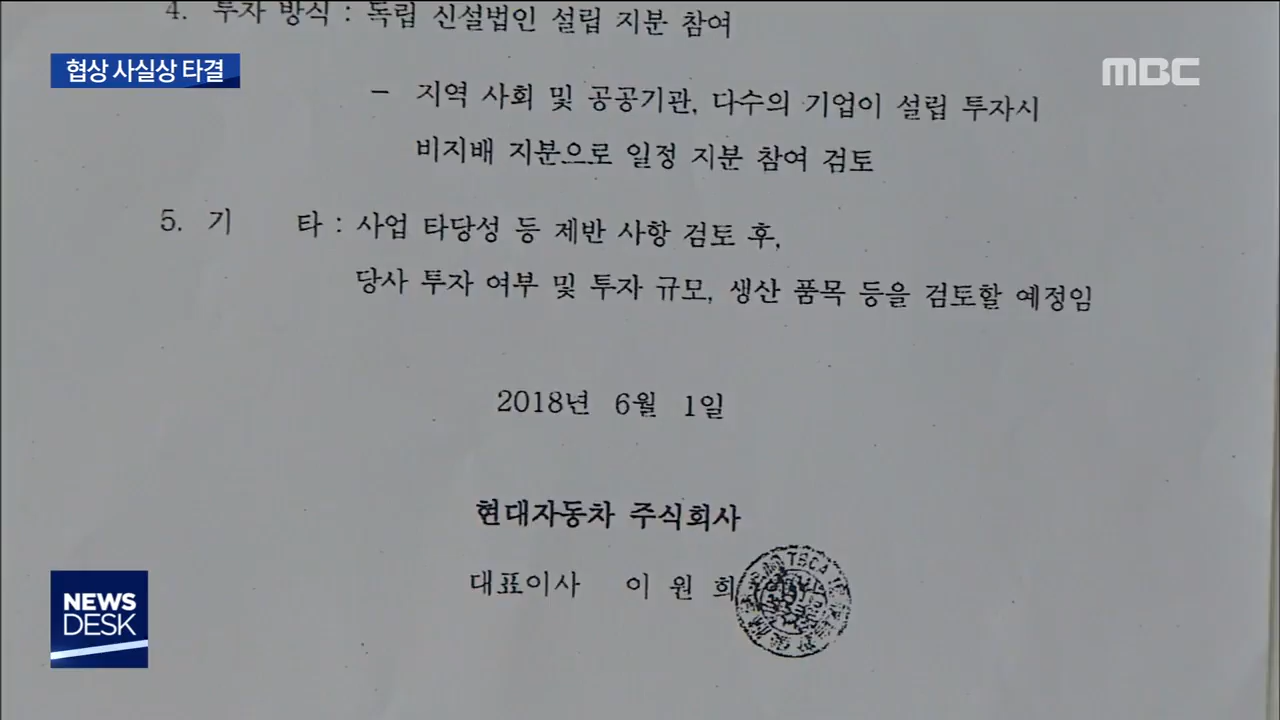 4. 투자 방식 : 독립 신설법인 설립 지분 참여
협상 사실상 타결
MBC
- 지역 사회 및 공공기관, 다수의 기업이 설립 투자시
비지배 지분으로 일정 지분 참여 검토
5. 기 타 : 사업 타당성 등 제반 사항 검토 후,
당사 투자 여부 및 투자 규모, 생산 품목 등을 검토할 예정임
2018년 6월 1일
현대자동차 주식회사
대표이사 이 원 희
NEWS
DESK